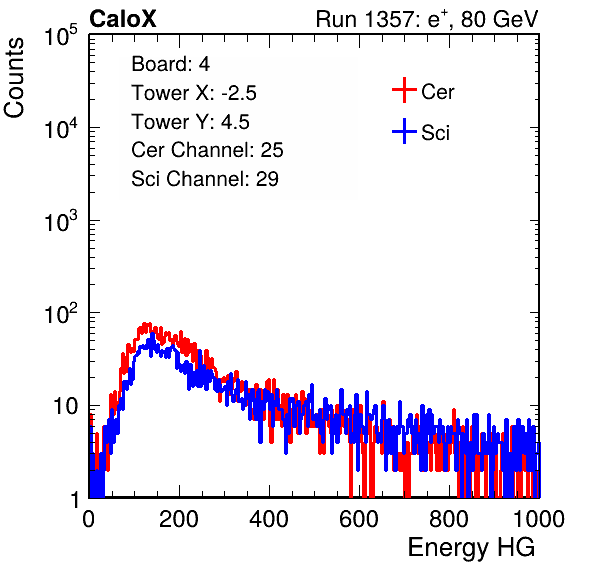 CaloX Run 1357: e⁺, 80 GeV
Board: 4
Tower X: -2.5
Tower Y: 4.5
Cer Channel: 25
Sci Channel: 29
Cer
Sci
Counts
10⁵
10⁴
10³
10²
10
1
0 200 400 600 800 1000
Energy HG